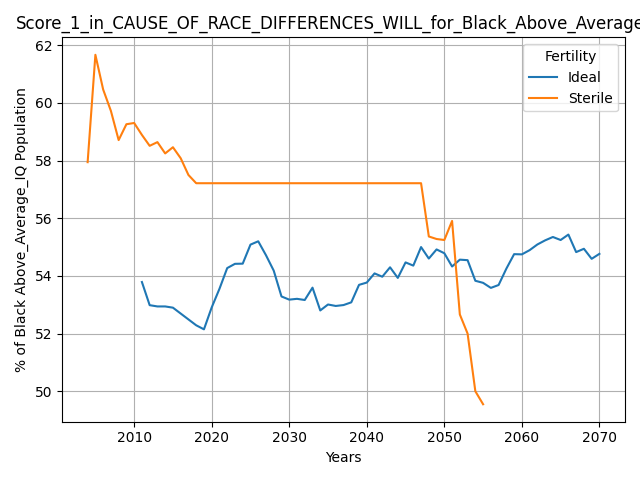 Score_1_in_CAUSE_OF_RACE_DIFFERENCES_WILL_for_Black_Above_Average
Fertility
Ideal
Sterile
% of Black Above_Average_IQ Population
62
60
58
56
54
52
50
2010 2020 2030 2040 2050 2060 2070
Years